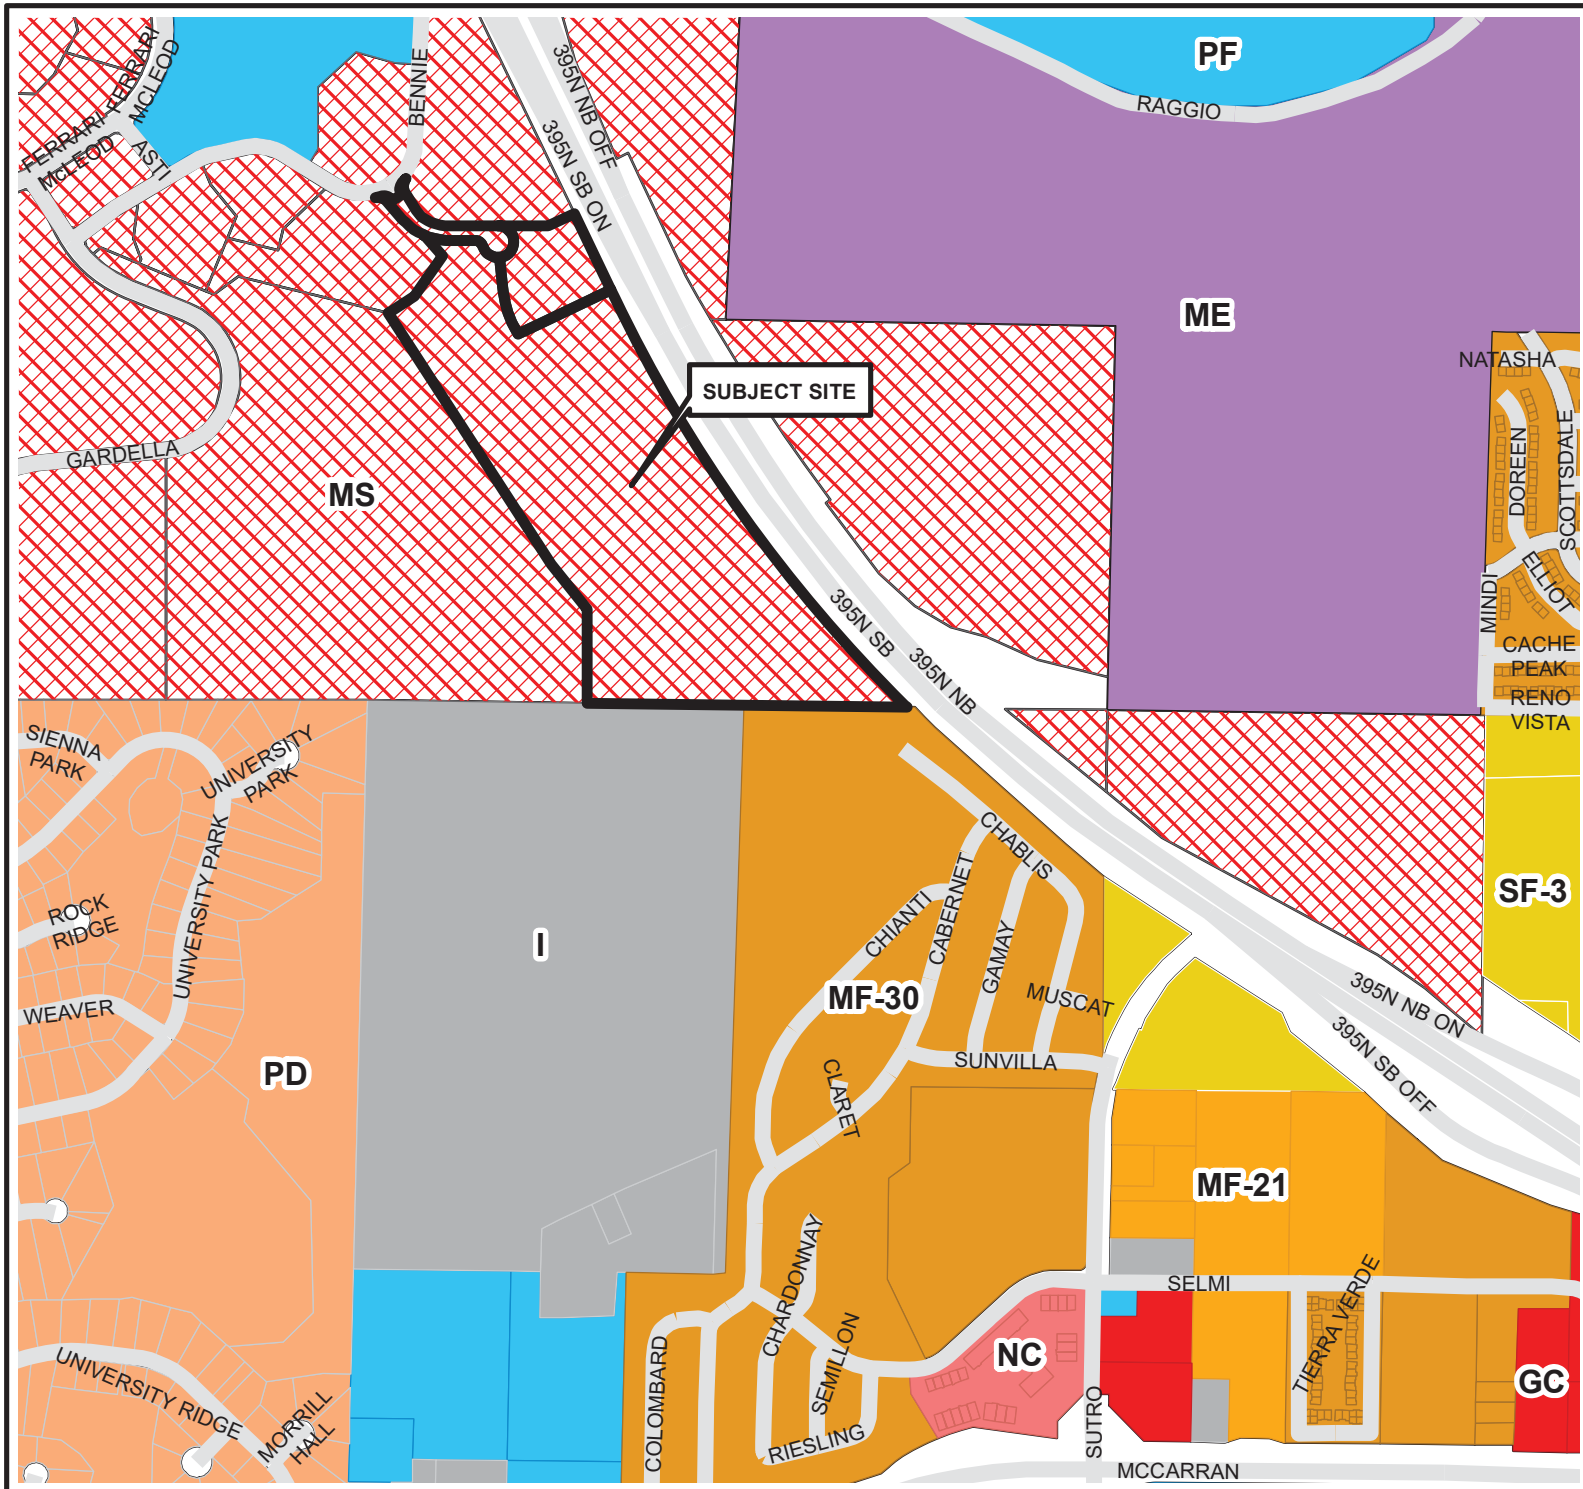 FERRARI
FERRARI
MCLEOD
McLEOD
ASTI
BENNIE
395N NB OFF
395N SB ON
PF
RAGGIO
ME
SUBJECT SITE
GARDELLA
MS
NATASHA
DOREEN
SCOTTSDALE
ELLIOT
MINDI
CACHE
PEAK
RENO
VISTA
395N SB
395N NB
SIENNA
PARK
UNIVERSITY
PARK
UNIVERSITY PARK
ROCK
RIDGE
WEAVER
PD
I
CHABLIS
CABERNET
CHIANTI
GAMAY
MUSCAT
MF-30
SUNVILLA
CLARET
SF-3
395N NB ON
395N SB OFF
MF-21
CHARDONNAY
SEMILLON
COLOMBARD
RIESLING
SELMI
TIERRA VERDE
NC
GC
SUTRO
MCCARRAN
UNIVERSITY RIDGE
MORRILL
HALL